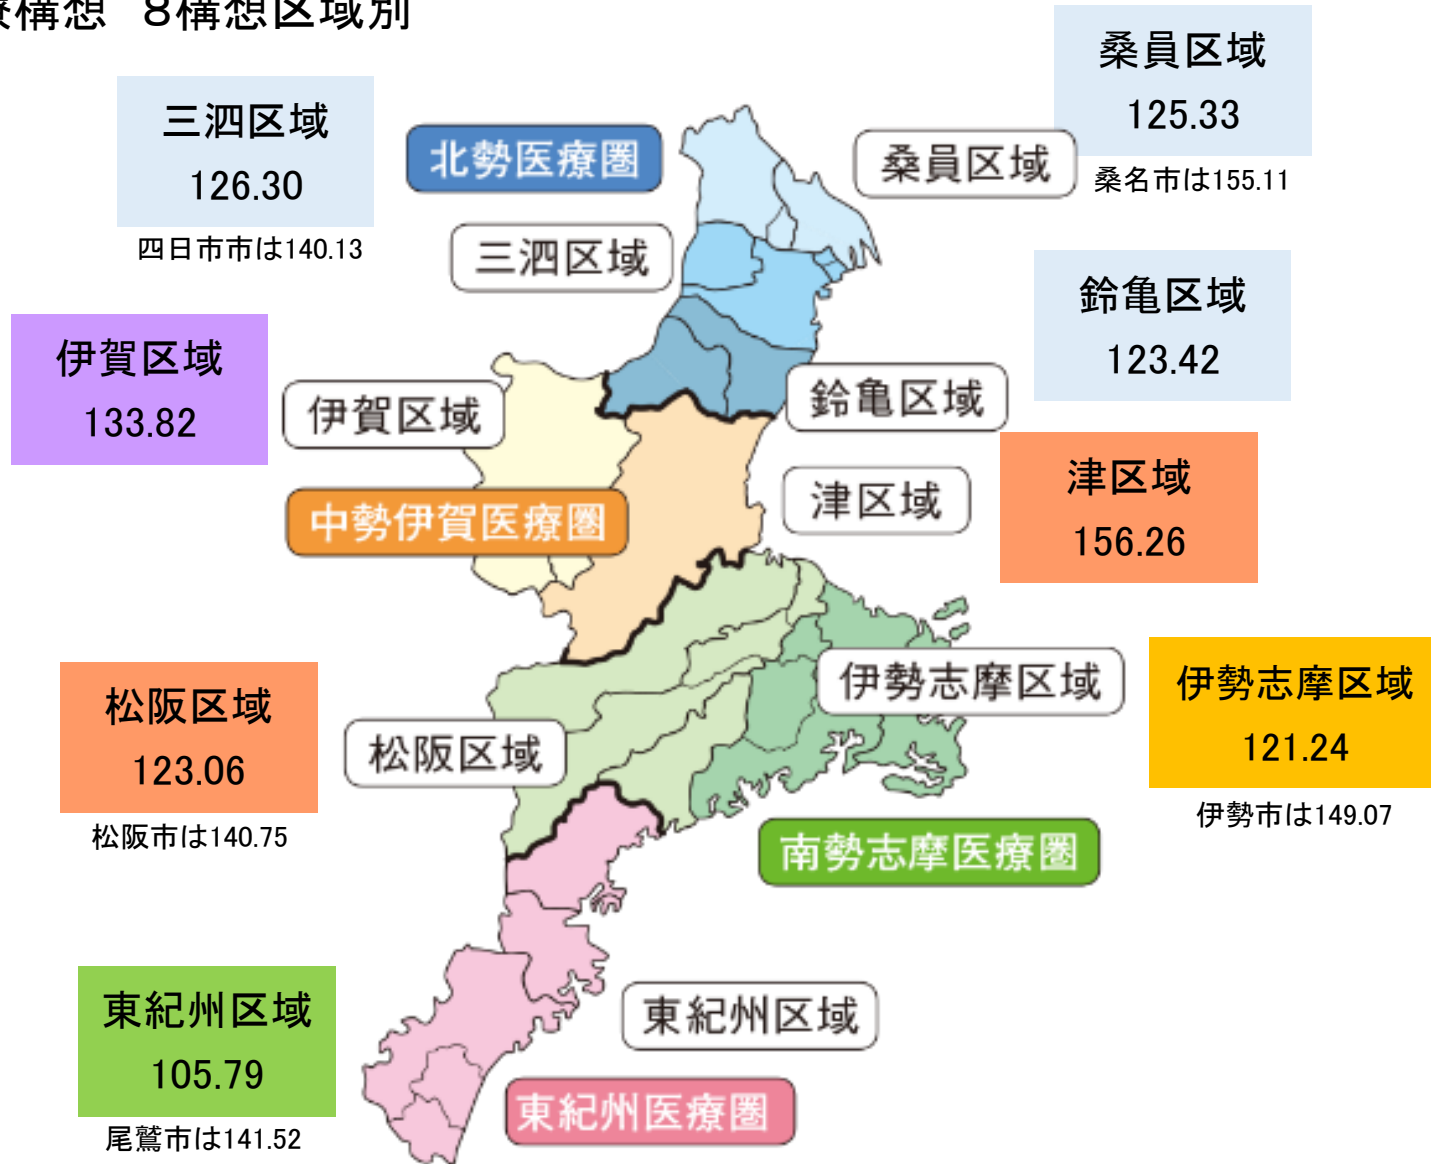 療構想　8構想区域別
桑員区域
125.33
桑名市は155.11
三泗区域
126.30
四日市市は140.13
北勢医療圏
桑員区域
三泗区域
鈴亀区域
123.42
伊賀区域
133.82
伊賀区域
鈴亀区域
津区域
156.26
津区域
中勢伊賀医療圏
伊勢志摩区域
伊勢志摩区域
121.24
伊勢市は149.07
松阪区域
123.06
松阪市は140.75
松阪区域
南勢志摩医療圏
東紀州区域
105.79
尾鷲市は141.52
東紀州区域
東紀州医療圏